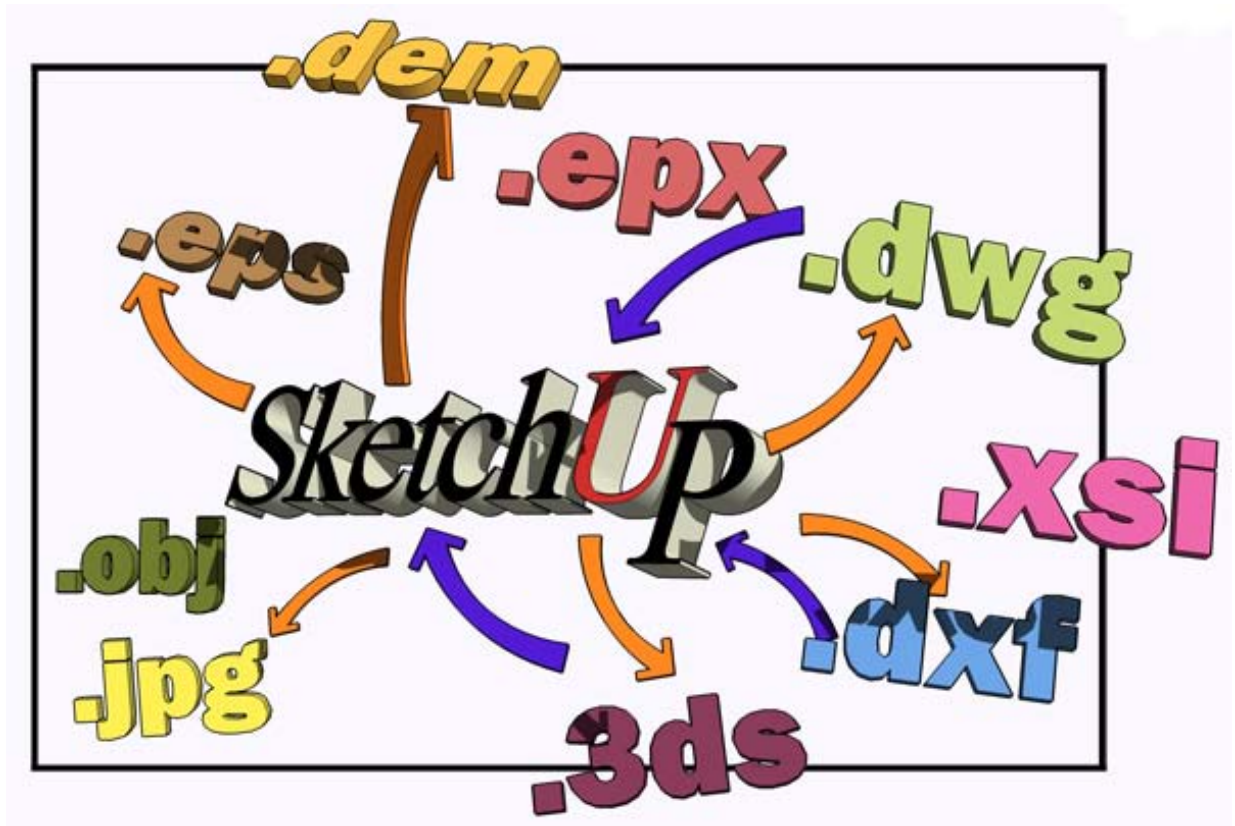 .dem
.epx
.eps
.dwg
SketchUp
.xsi
.obj
.dxf
.jpg
.3ds